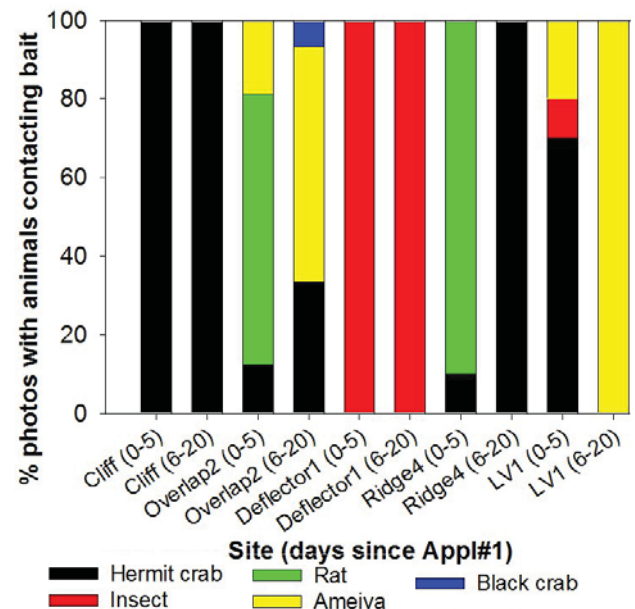 % photos with animals contacting bait
100
80
60
40
20
0
Cliff (0-5)
Cliff (6-20)
Overlap2 (0-5)
Overlap2 (6-20)
Deflector1 (0-5)
Deflector1 (6-20)
Ridge4 (0-5)
Ridge4 (6-20)
LV1 (0-5)
LV1 (6-20)
Site (days since Appl#1)
Hermit crab
Rat
Black crab
Insect
Ameiva